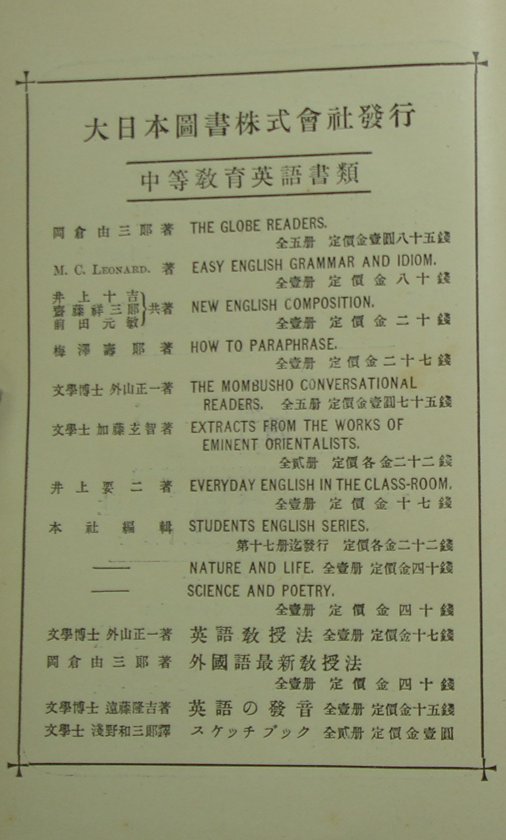 大日本圖書株式會社發行
中等教育英語書類
岡倉由三郎著 THE GLOBE READERS.
全五册 定價金壹圓八十五錢
M. C. LEONARD. 著 EASY ENGLISH GRAMMAR AND IDIOM.
全壹册 定價金八十錢
井上十吉
齋藤祥三郎 共著 NEW ENGLISH COMPOSITION.
前田元敏 全壹册 定價金二十錢
梅澤壽郎著 HOW TO PARAPHRASE.
全壹册 定價金二十七錢
文學博士 外山正一著 THE MOMBUSHO CONVERSATIONAL
READERS. 全五册 定價金壹圓七十五錢
文學士 加藤玄智著 EXTRACTS FROM THE WORKS OF
EMINENT ORIENTALISTS.
全貳册 定價各金二十二錢
井上要二著 EVERYDAY ENGLISH IN THE CLASS-ROOM.
全壹册 定價金十七錢
本社編輯 STUDENTS ENGLISH SERIES.
第十七册迄發行 定價各金二十二錢
NATURE AND LIFE. 全壹册 定價金四十錢
SCIENCE AND POETRY.
全壹册 定價金四十錢
文學博士 外山正一著 英語教授法 全壹册 定價金十七錢
岡倉由三郎著 外國語最新教授法
全壹册 定價金四十錢
文學博士 遠藤隆吉著 英語の發音 全壹册 定價金十五錢
文學士 淺野和三郎譯 スケッチブック 全貳册 定價金壹圓